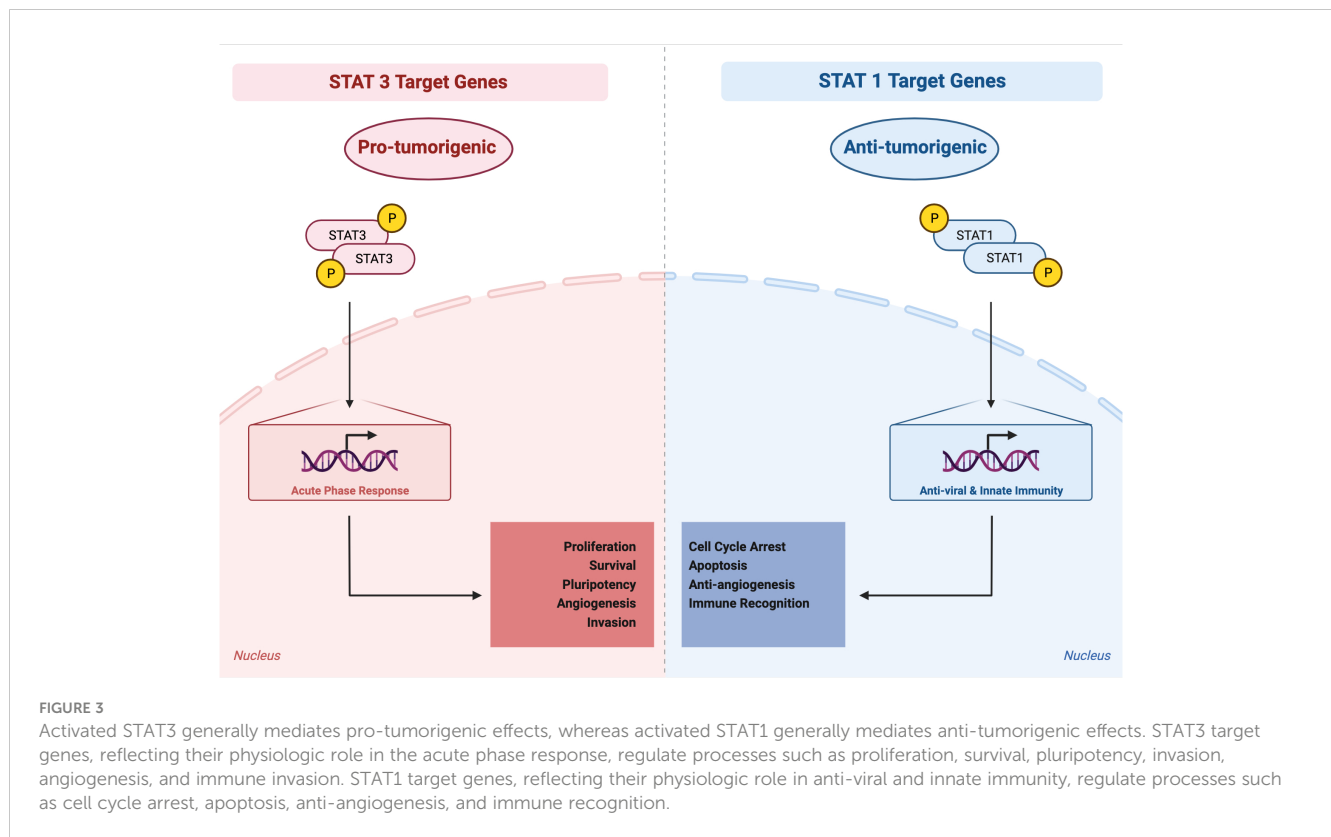 STAT 3 Target Genes
STAT 1 Target Genes
Pro-tumorigenic
Anti-tumorigenic
P
STAT3
STAT3
P
P
STAT1
STAT1
P
Acute Phase Response
Anti-viral & Innate Immunity
Proliferation
Survival
Pluripotency
Angiogenesis
Invasion
Cell Cycle Arrest
Apoptosis
Anti-angiogenesis
Immune Recognition
Nucleus
Nucleus
FIGURE 3
Activated STAT3 generally mediates pro-tumorigenic effects, whereas activated STAT1 generally mediates anti-tumorigenic effects. STAT3 target
genes, reflecting their physiologic role in the acute phase response, regulate processes such as proliferation, survival, pluripotency, invasion,
angiogenesis, and immune invasion. STAT1 target genes, reflecting their physiologic role in anti-viral and innate immunity, regulate processes such
as cell cycle arrest, apoptosis, anti-angiogenesis, and immune recognition.